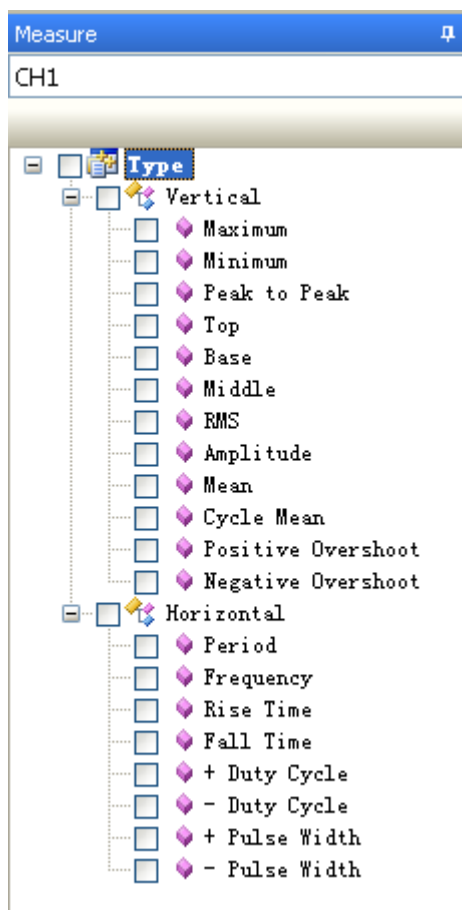 Measure
CH1
Type
Vertical
Maximum
Minimum
Peak to Peak
Top
Base
Middle
RMS
Amplitude
Mean
Cycle Mean
Positive Overshoot
Negative Overshoot
Horizontal
Period
Frequency
Rise Time
Fall Time
+ Duty Cycle
- Duty Cycle
+ Pulse Width
- Pulse Width